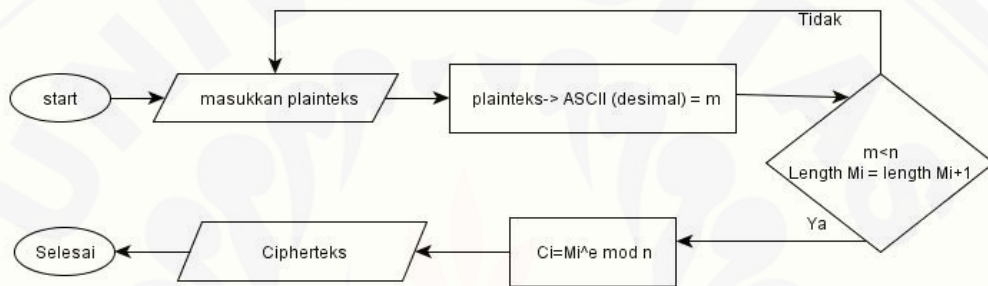 Tidak
start
masukkan plainteks
plainteks-> ASCII (desimal) = m
m<n
Length Mi = length Mi+1
Ya
Ci=Mi^e mod n
Cipherteks
Selesai